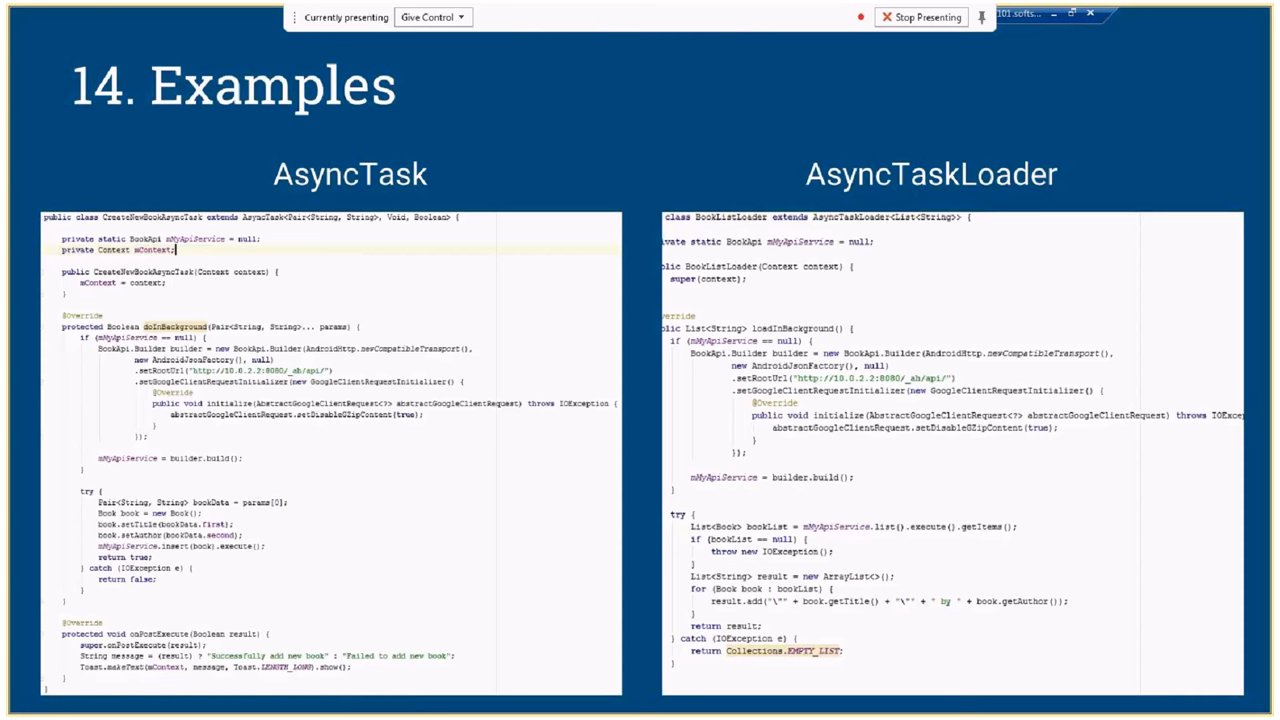 Currently presenting
Give Control
Stop Presenting
101.softs...
14. Examples
AsyncTask
public class CreateNewBookAsyncTask extends AsyncTask<Pair<String, String>, Void, Boolean> {
private static BookApi mMyApiService = null;
private Context mContext;
public CreateNewBookAsyncTask(Context context) {
mContext = context;
}
@Override
protected Boolean doInBackground(Pair<String, String>... params) {
if (mMyApiService == null) {
BookApi.Builder builder = new BookApi.Builder(AndroidHttp.newCompatibleTransport(),
new AndroidJsonFactory(), null)
.setRootUrl("http://10.0.2.2:8080/_ah/api/")
.setGoogleClientRequestInitializer(new GoogleClientRequestInitializer() {
@Override
public void initialize(AbstractGoogleClientRequest<?> abstractGoogleClientRequest) throws IOException {
abstractGoogleClientRequest.setDisableGZipContent(true);
}
});
mMyApiService = builder.build();
}
try {
Pair<String, String> bookData = params[0];
Book book = new Book();
book.setTitle(bookData.first);
book.setAuthor(bookData.second);
mMyApiService.insert(book).execute();
return true;
} catch (IOException e) {
return false;
}
}
@Override
protected void onPostExecute(Boolean result) {
super.onPostExecute(result);
String message = (result) ? "Successfully add new book" : "Failed to add new book";
Toast.makeText(mContext, message, Toast.LENGTH_LONG).show();
}
}
AsyncTaskLoader
class BookListLoader extends AsyncTaskLoader<List<String>> {
vate static BookApi mMyApiService = null;
blic BookListLoader(Context context) {
super(context);
erride
blic List<String> loadInBackground() {
if (mMyApiService == null) {
BookApi.Builder builder = new BookApi.Builder(AndroidHttp.newCompatibleTransport(),
new AndroidJsonFactory(), null)
.setRootUrl("http://10.0.2.2:8080/_ah/api/")
.setGoogleClientRequestInitializer(new GoogleClientRequestInitializer() {
@Override
public void initialize(AbstractGoogleClientRequest<?> abstractGoogleClientRequest) throws IOExce
abstractGoogleClientRequest.setDisableGZipContent(true);
}
});
mMyApiService = builder.build();
}
try {
List<Book> bookList = mMyApiService.list().execute().getItems();
if (bookList == null) {
throw new IOException();
}
List<String> result = new ArrayList<>();
for (Book book : bookList) {
result.add("\"" + book.getTitle() + "\"" + " by " + book.getAuthor());
}
return result;
} catch (IOException e) {
return Collections.EMPTY_LIST;
}